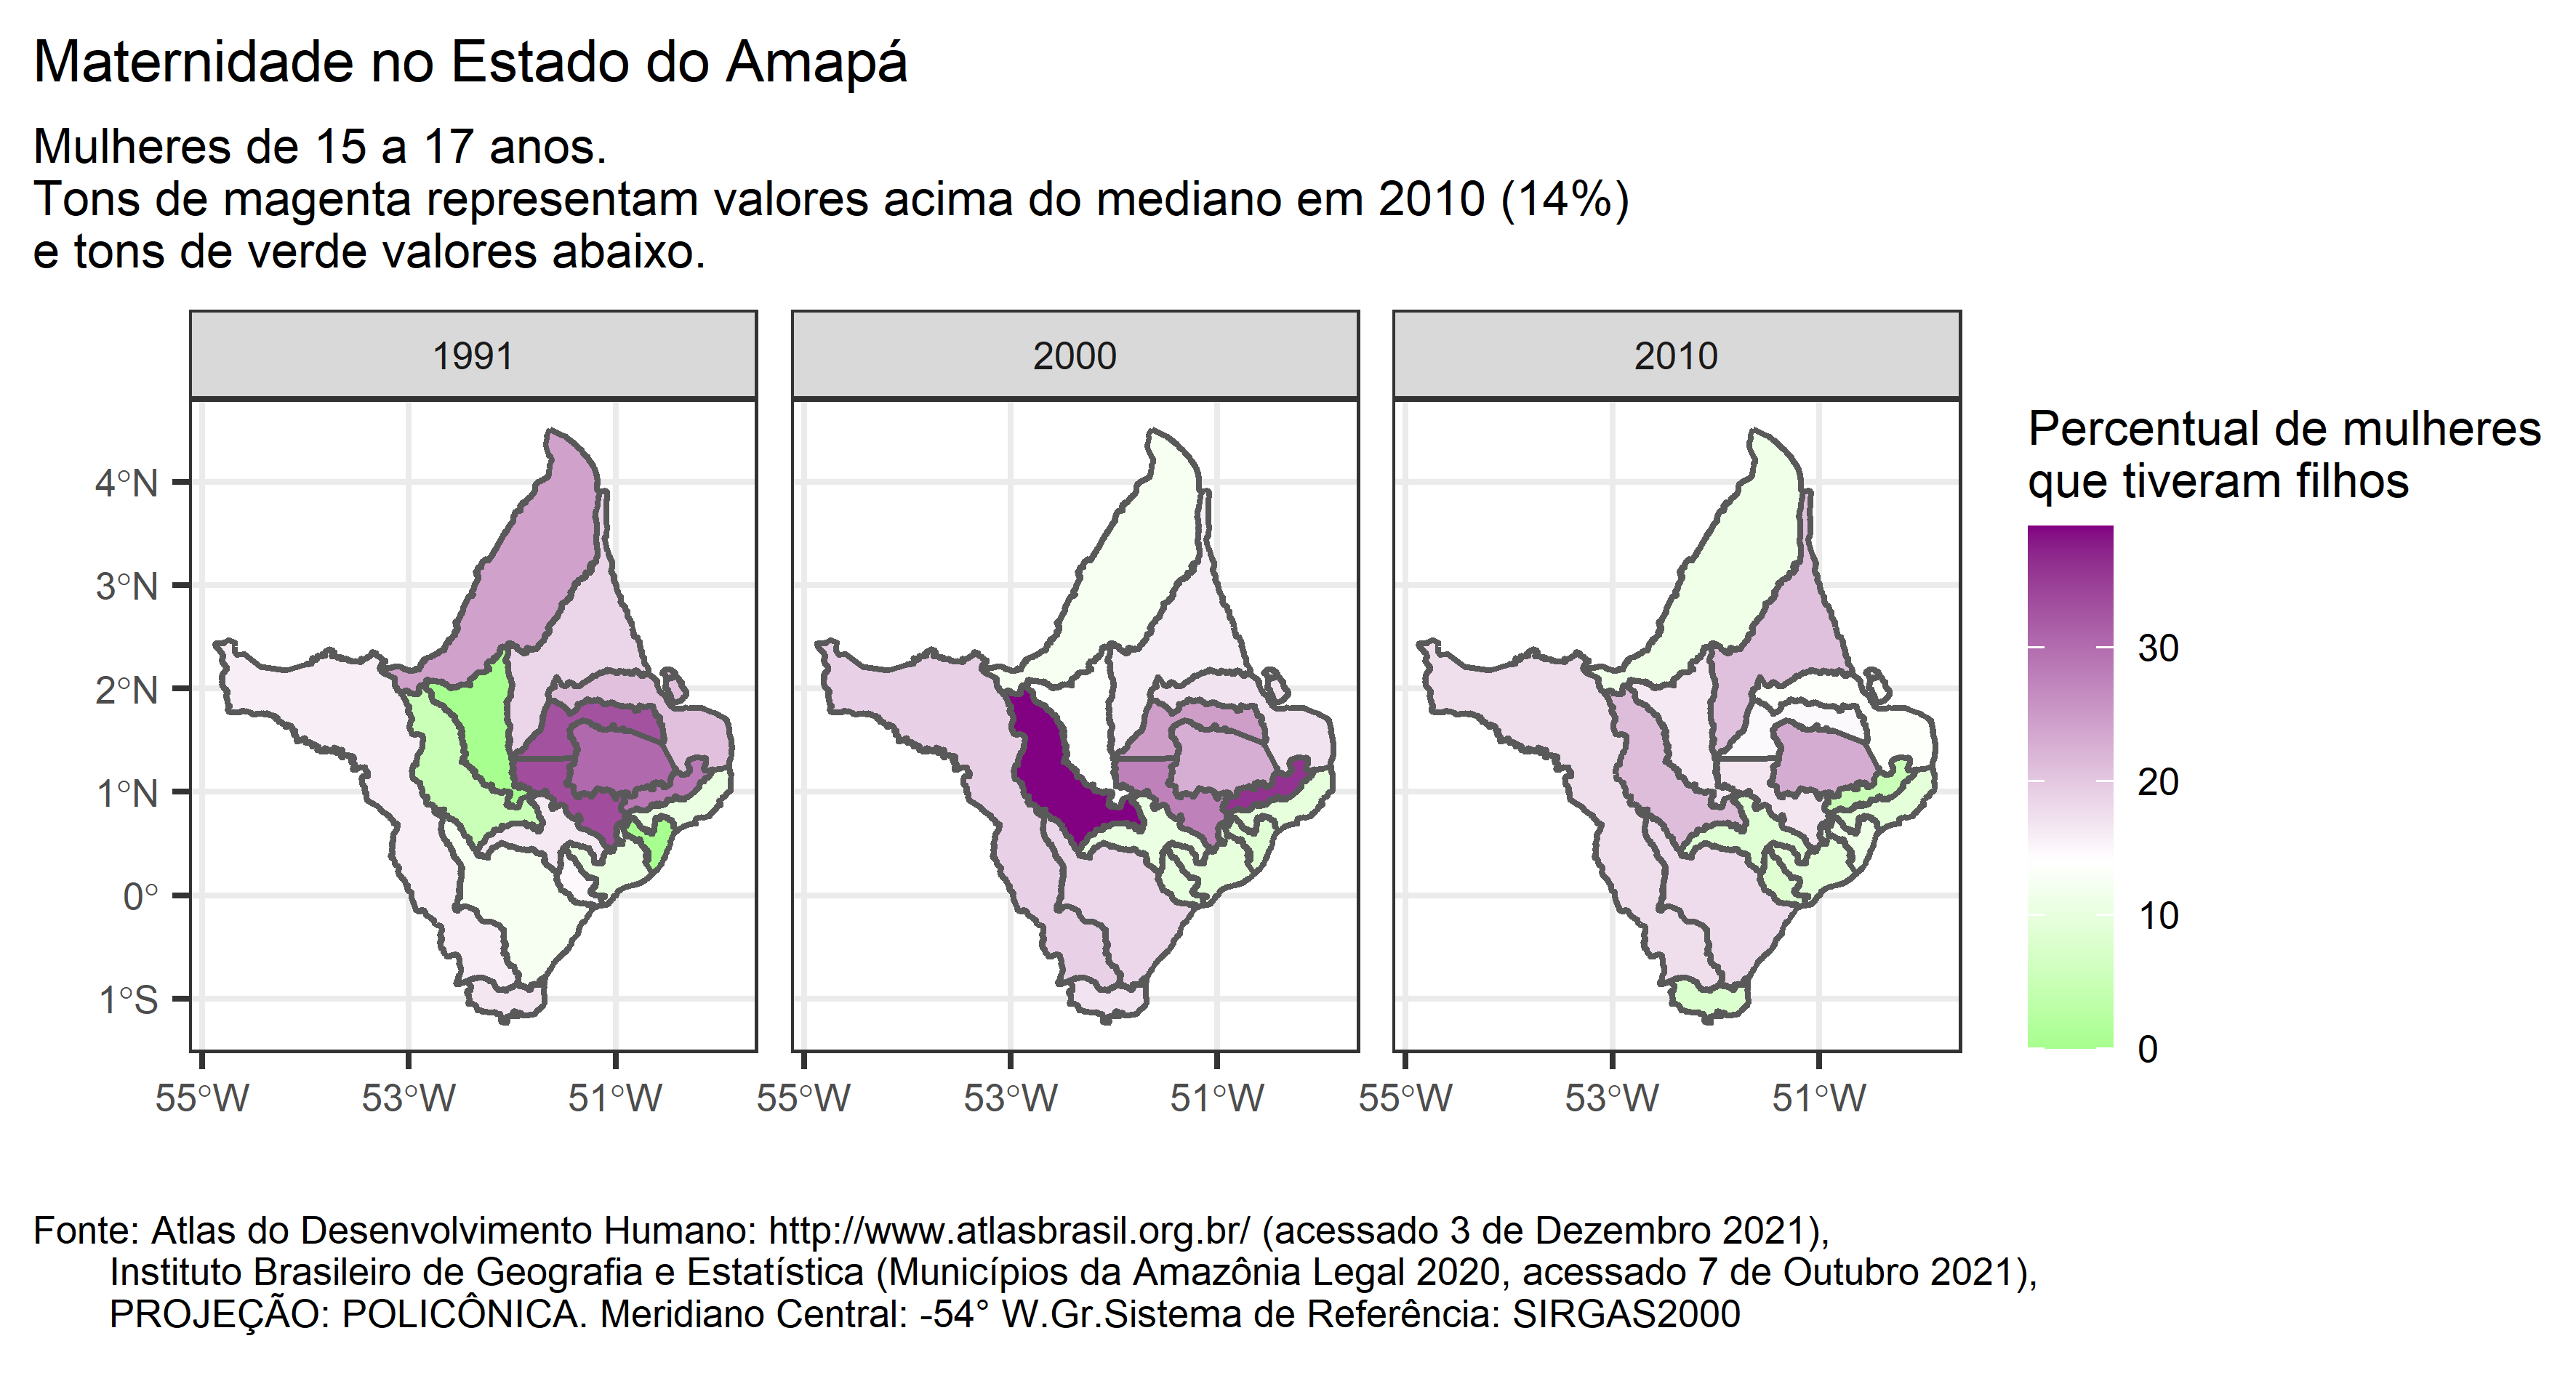 Maternidade no Estado do Amapá
Mulheres de 15 a 17 anos.
Tons de magenta representam valores acima do mediano em 2010 (14%)
e tons de verde valores abaixo.
1991
2000
2010
4°N
3°N
2°N
1°N
0°
1°S
55°W 53°W 51°W 55°W 53°W 51°W 55°W 53°W 51°W
Percentual de mulheres
que tiveram filhos
30
20
10
0
Fonte: Atlas do Desenvolvimento Humano: http://www.atlasbrasil.org.br/ (acessado 3 de Dezembro 2021),
Instituto Brasileiro de Geografia e Estatística (Municípios da Amazônia Legal 2020, acessado 7 de Outubro 2021),
PROJEÇÃO: POLICÔNICA. Meridiano Central: -54° W.Gr.Sistema de Referência: SIRGAS2000